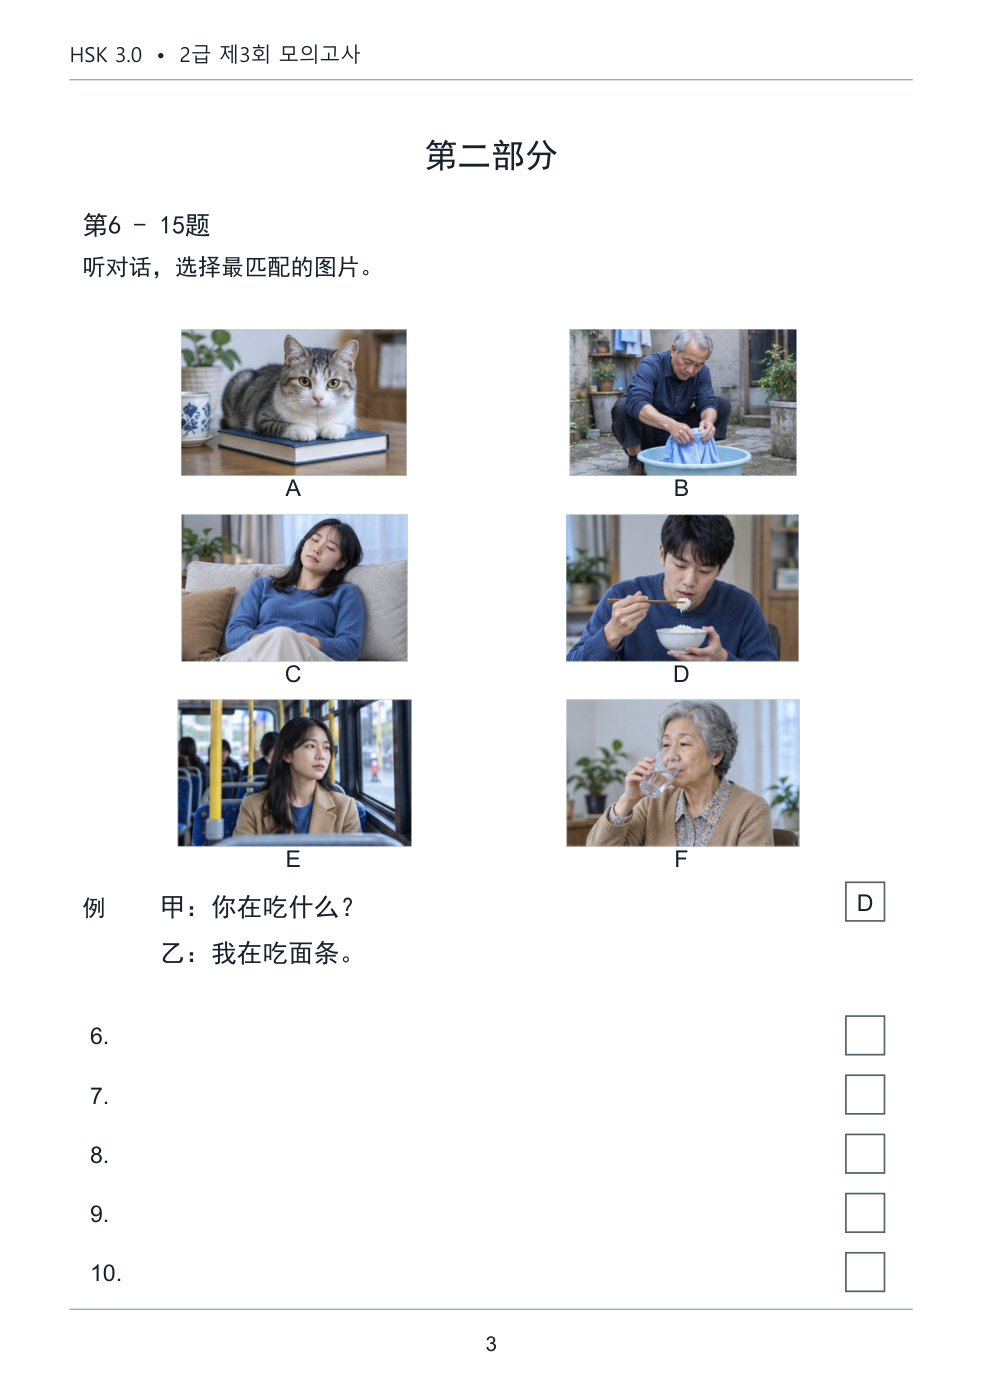 HSK 3.0 • 2급 제3회 모의고사
第二部分
第6 – 15题
听对话，选择最匹配的图片。
A
B
C
D
E
F
例 甲：你在吃什么？ D
乙：我在吃面条。
6.
7.
8.
9.
10.
3